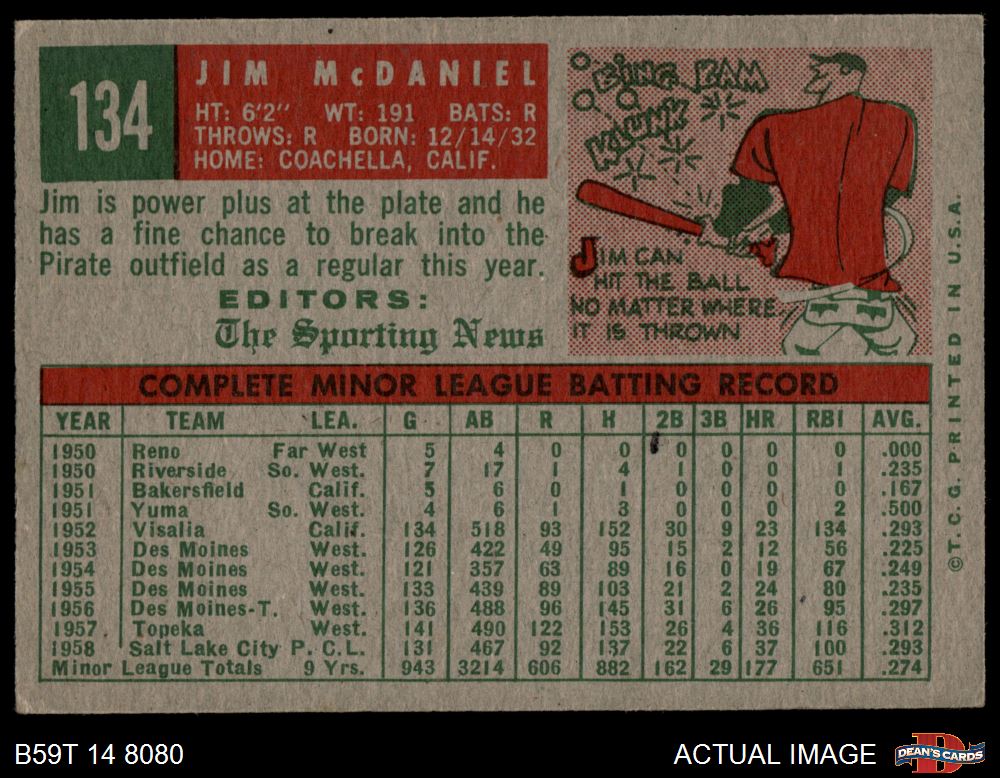 134
JIM McDANIEL
HT: 6'2" WT: 191 BATS: R
THROWS: R BORN: 12/14/32
HOME: COACHELLA, CALIF.
Jim is power plus at the plate and he
has a fine chance to break into the
Pirate outfield as a regular this year.
EDITORS:
The Sporting News
BING BAM
KLUNK
JIM CAN
HIT THE BALL
NO MATTER WHERE
IT IS THROWN
COMPLETE MINOR LEAGUE BATTING RECORD
YEAR TEAM LEA. G AB R H 2B 3B HR RBI AVG.
1950 Reno Far West 5 4 0 0 0 0 0 0 .000
1950 Riverside So. West. 7 17 1 4 1 0 0 1 .235
1951 Bakersfield Calif. 5 6 0 1 0 0 0 0 .167
1951 Yuma So. West. 4 6 1 3 0 0 0 2 .500
1952 Visalia Calif. 134 518 93 152 30 9 23 134 .293
1953 Des Moines West. 126 422 49 95 15 2 12 56 .225
1954 Des Moines West. 121 357 63 89 16 0 19 67 .249
1955 Des Moines West. 133 439 89 103 21 2 24 80 .235
1956 Des Moines-T. West. 136 488 96 145 31 6 26 95 .297
1957 Topeka West. 141 490 122 153 26 4 36 116 .312
1958 Salt Lake City P. C. L. 131 467 92 137 22 6 37 100 .293
Minor League Totals 9 Yrs. 943 3214 606 882 162 29 177 651 .274
©T.C.G. PRINTED IN U.S.A.
B59T 14 8080
ACTUAL IMAGE
DEAN'S CARDS